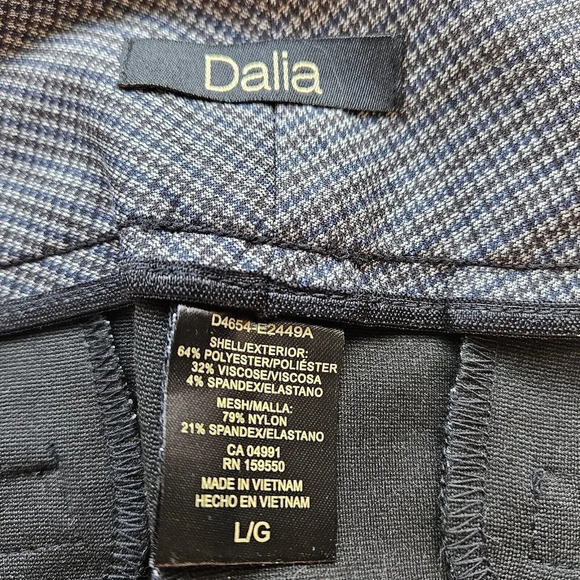 Dalia
D4654-E2449A
SHELL/EXTERIOR:
64% POLYESTER/POLIÉSTER
32% VISCOSE/VISCOSA
4% SPANDEX/ELASTANO
MESH/MALLA:
79% NYLON
21% SPANDEX/ELASTANO
CA 04991
RN 159550
MADE IN VIETNAM
HECHO EN VIETNAM
L/G